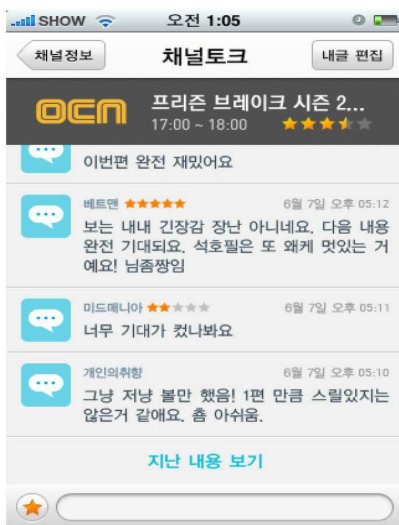 SHOW 오전 1:05
채널정보 채널토크 내글 편집
OCN 프리즌 브레이크 시즌 2...
17:00 ~ 18:00
이번편 완전 재밌어요
베트맨 6월 7일 오후 05:12
보는 내내 긴장감 장난 아니네요. 다음 내용
완전 기대되요. 석호필은 또 왜케 멋있는 거
예요! 님좀짱임
미드매니아 6월 7일 오후 05:11
너무 기대가 컸나봐요
개인의취향 6월 7일 오후 05:10
그냥 저냥 볼만 했음! 1편 만큼 스릴있지는
않은거 같애요. 좀 아쉬움.
지난 내용 보기